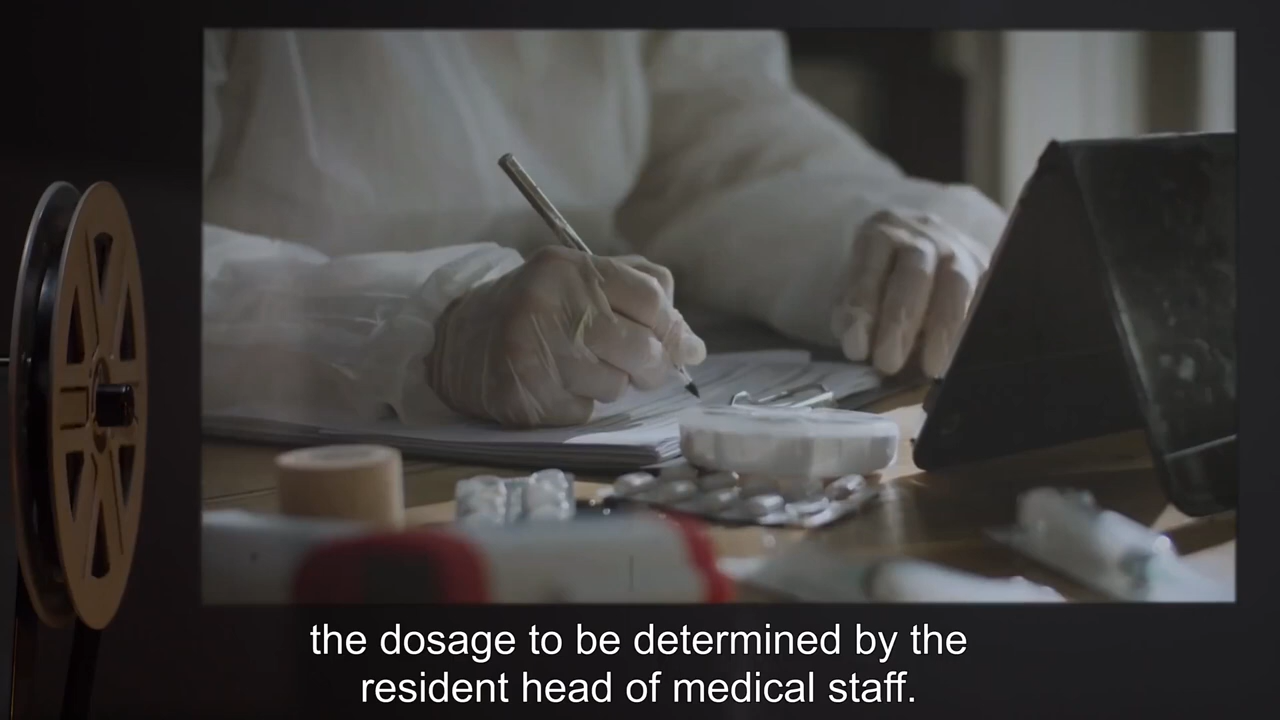 the dosage to be determined by the
resident head of medical staff.